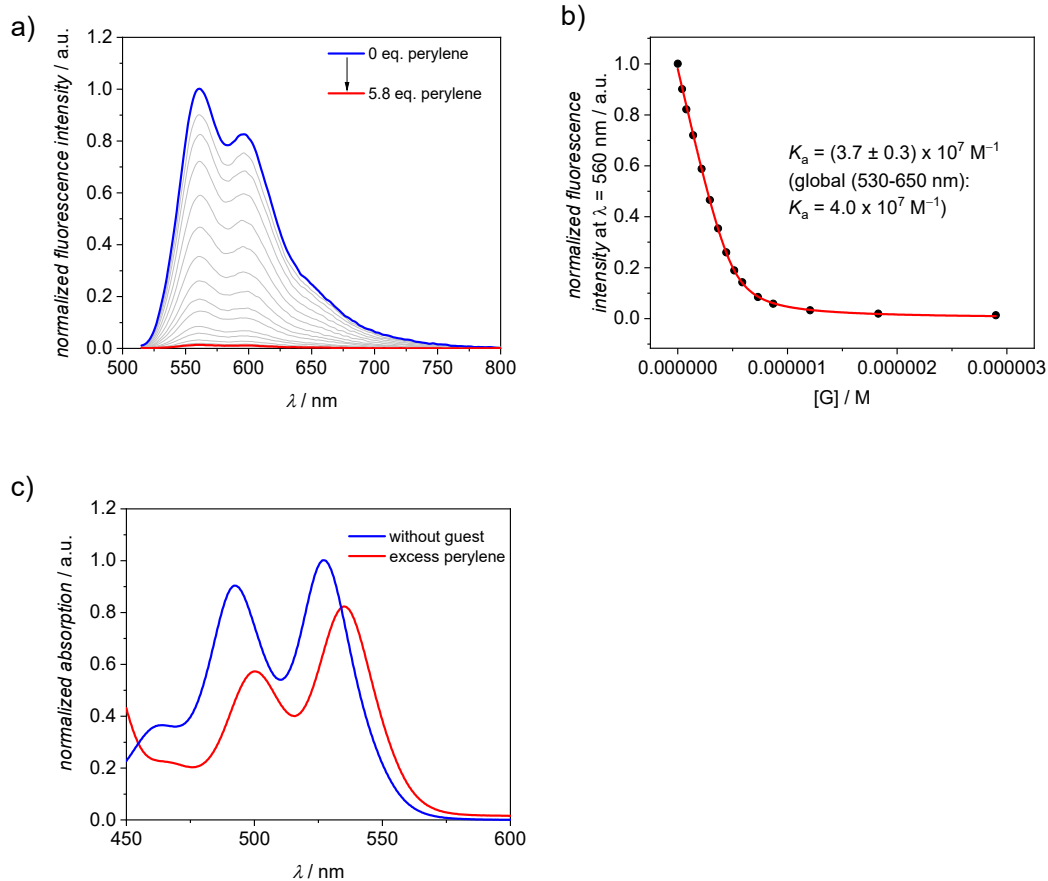 a)
1.2
1.0
0.8
0.6
0.4
0.2
0.0
500 550 600 650 700 750 800
λ / nm
normalized fluorescence intensity / a.u.
0 eq. perylene
5.8 eq. perylene
b)
1.0
0.8
0.6
0.4
0.2
0.0
0.000000 0.000001 0.000002 0.000003
[G] / M
normalized fluorescence
intensity at λ = 560 nm / a.u.
Kₐ = (3.7 ± 0.3) x 10⁷ M⁻¹
(global (530-650 nm):
Kₐ = 4.0 x 10⁷ M⁻¹)
c)
1.2
1.0
0.8
0.6
0.4
0.2
0.0
450 500 550 600
λ / nm
normalized absorption / a.u.
without guest
excess perylene